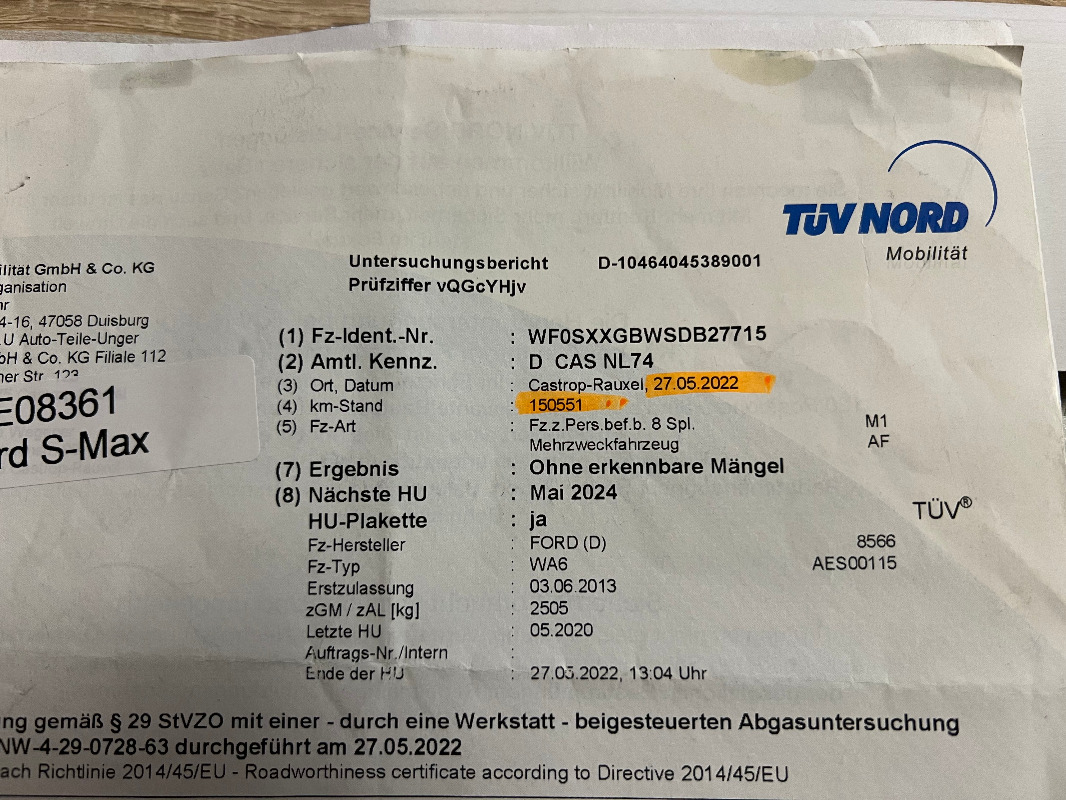 TÜV NORD
Mobilität
ilität GmbH & Co. KG
ganisation
hr
4-16, 47058 Duisburg
.U Auto-Teile-Unger
bH & Co. KG Filiale 112
ner Str. 123
E08361
rd S-Max
Untersuchungsbericht D-10464045389001
Prüfziffer vQGcYHjv
(1) Fz-Ident.-Nr. : WF0SXXGBWSDB27715
(2) Amtl. Kennz. : D CAS NL74
(3) Ort, Datum : Castrop-Rauxel, 27.05.2022
(4) km-Stand : 150551
(5) Fz-Art : Fz.z.Pers.bef.b. 8 Spl. M1
Mehrzweckfahrzeug AF
(7) Ergebnis : Ohne erkennbare Mängel
(8) Nächste HU : Mai 2024
TÜV®
HU-Plakette : ja
Fz-Hersteller : FORD (D) 8566
Fz-Typ : WA6 AES00115
Erstzulassung : 03.06.2013
zGM / zAL [kg] : 2505
Letzte HU : 05.2020
Auftrags-Nr./Intern :
Ende der HU : 27.05.2022, 13:04 Uhr
ng gemäß § 29 StVZO mit einer - durch eine Werkstatt - beigesteuerten Abgasuntersuchung
NW-4-29-0728-63 durchgeführt am 27.05.2022
ach Richtlinie 2014/45/EU - Roadworthiness certificate according to Directive 2014/45/EU